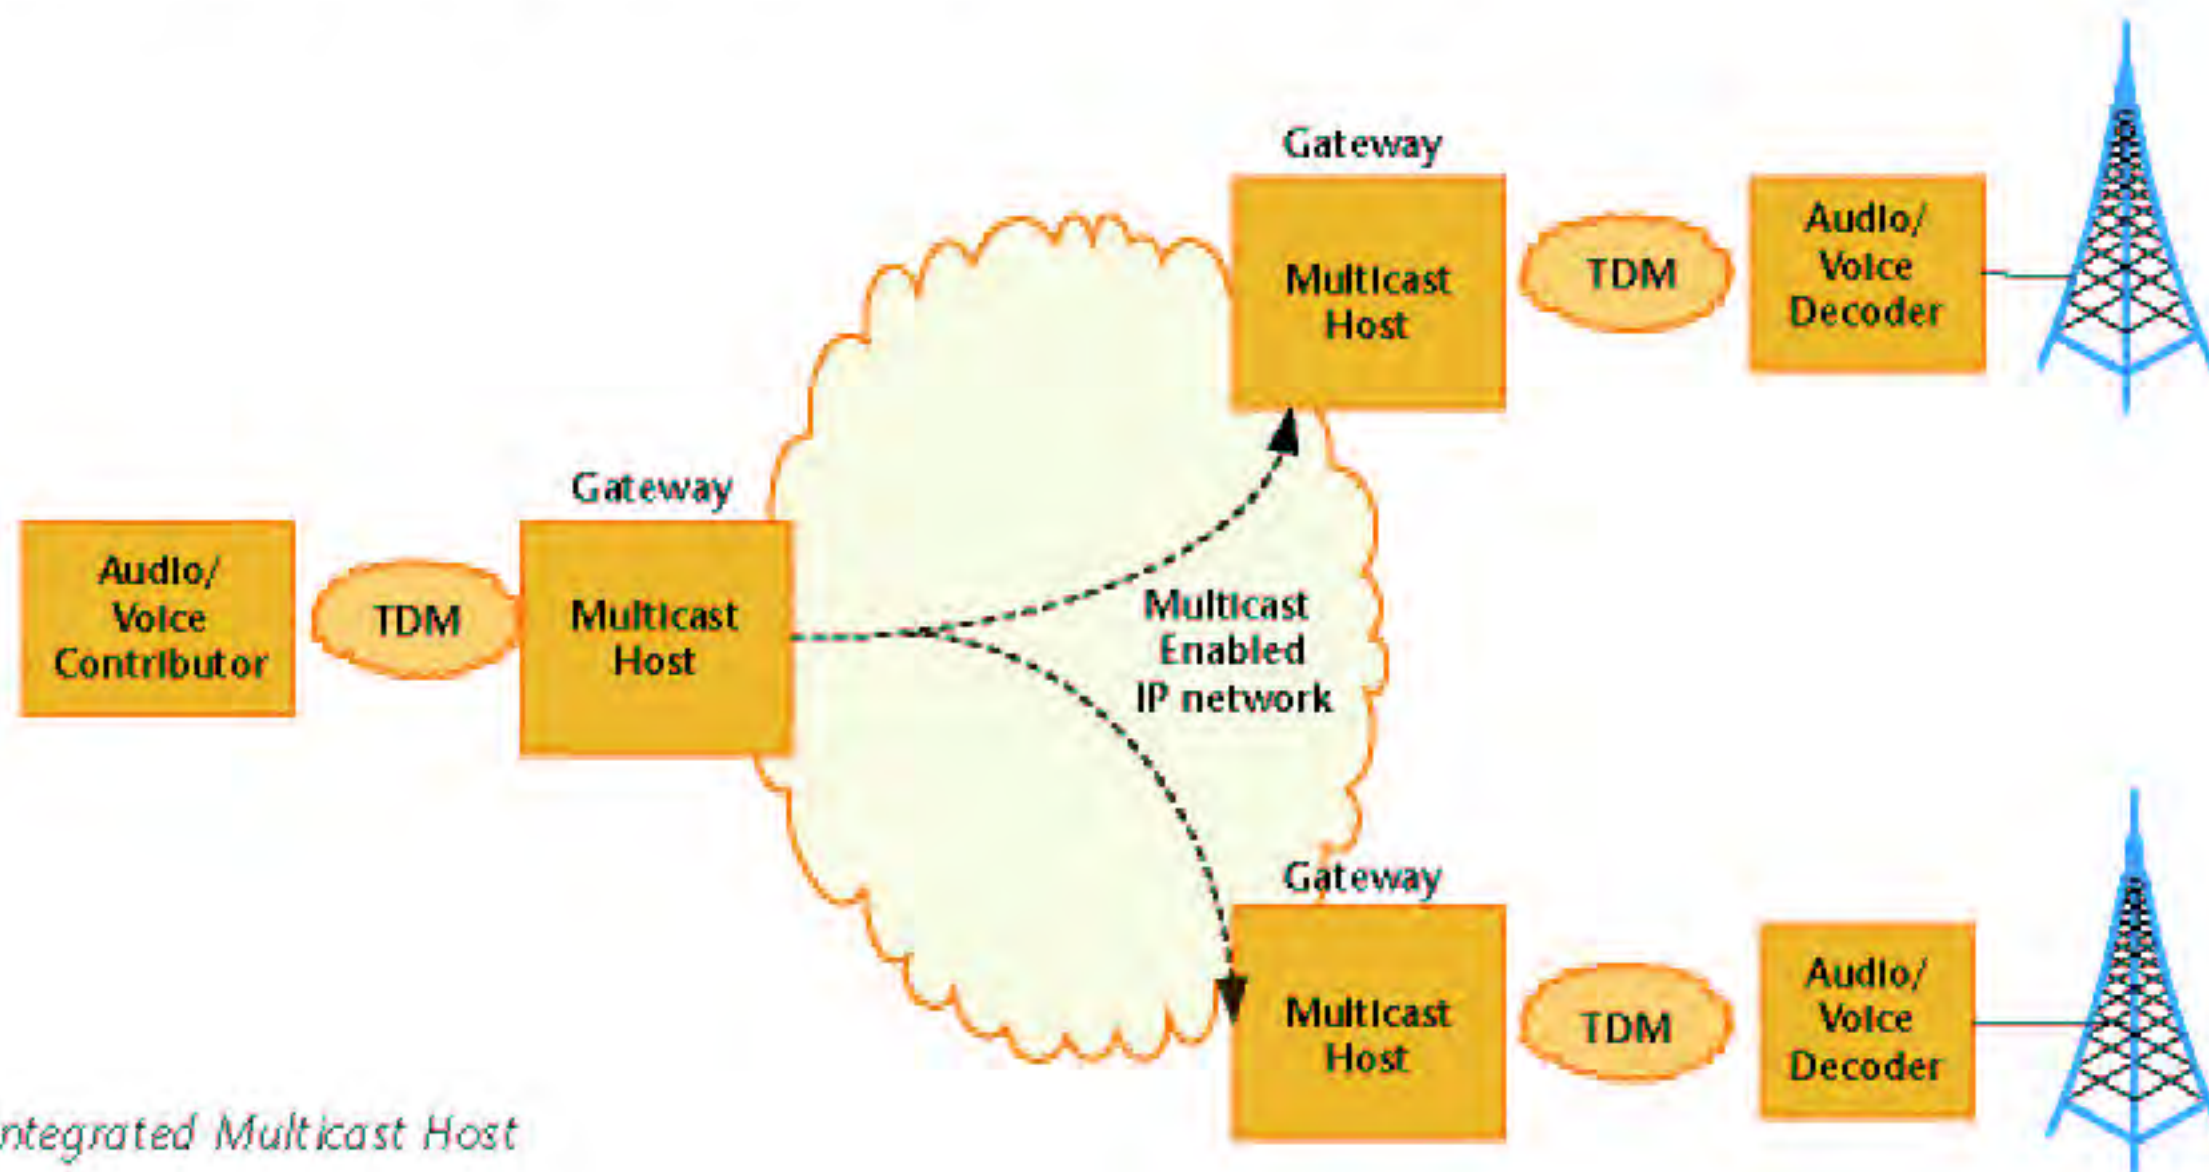 Gateway
Multicast
Host
TDM
Audio/
Voice
Decoder
Gateway
Audio/
Voice
Contributor
TDM
Multicast
Host
Multicast
Enabled
IP network
Gateway
Multicast
Host
TDM
Audio/
Voice
Decoder
ntegrated Multicast Host